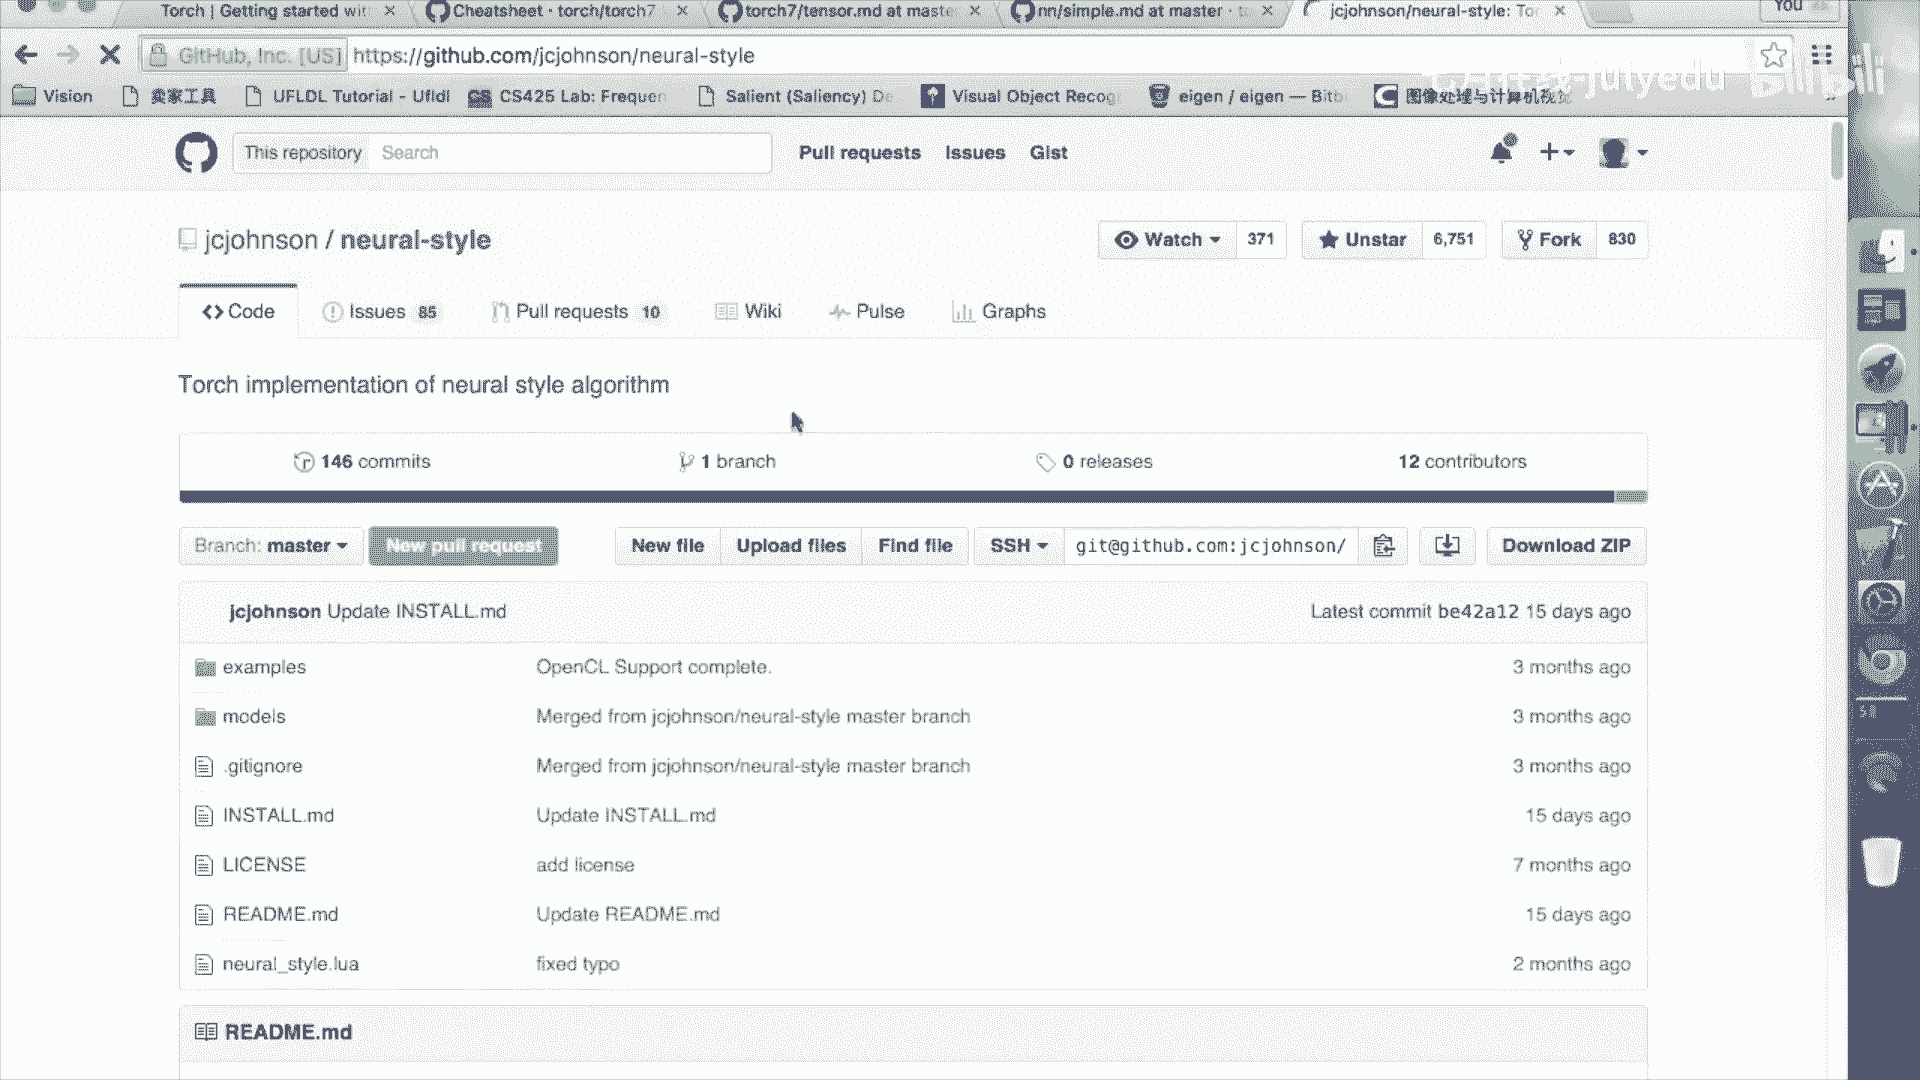 Torch | Getting started wit
Cheatsheet · torch/torch7
torch7/tensor.md at maste
nn/simple.md at master · to
jcjohnson/neural-style: Tor
You
GitHub, Inc. [US] https://github.com/jcjohnson/neural-style
julyedu
bilibili
Vision
卖家工具
UFLDL Tutorial - Ufldl
CS425 Lab: Frequen
Salient (Saliency) De
Visual Object Recog
eigen / eigen — Bitb
图像处理与计算机视觉
This repository Search
Pull requests Issues Gist
jcjohnson / neural-style
Watch 371 Unstar 6,751 Fork 830
Code Issues 85 Pull requests 10 Wiki Pulse Graphs
Torch implementation of neural style algorithm
146 commits 1 branch 0 releases 12 contributors
Branch: master New pull request New file Upload files Find file SSH git@github.com:jcjohnson/ Download ZIP
jcjohnson Update INSTALL.md Latest commit be42a12 15 days ago
examples OpenCL Support complete. 3 months ago
models Merged from jcjohnson/neural-style master branch 3 months ago
.gitignore Merged from jcjohnson/neural-style master branch 3 months ago
INSTALL.md Update INSTALL.md 15 days ago
LICENSE add license 7 months ago
README.md Update README.md 15 days ago
neural_style.lua fixed typo 2 months ago
README.md